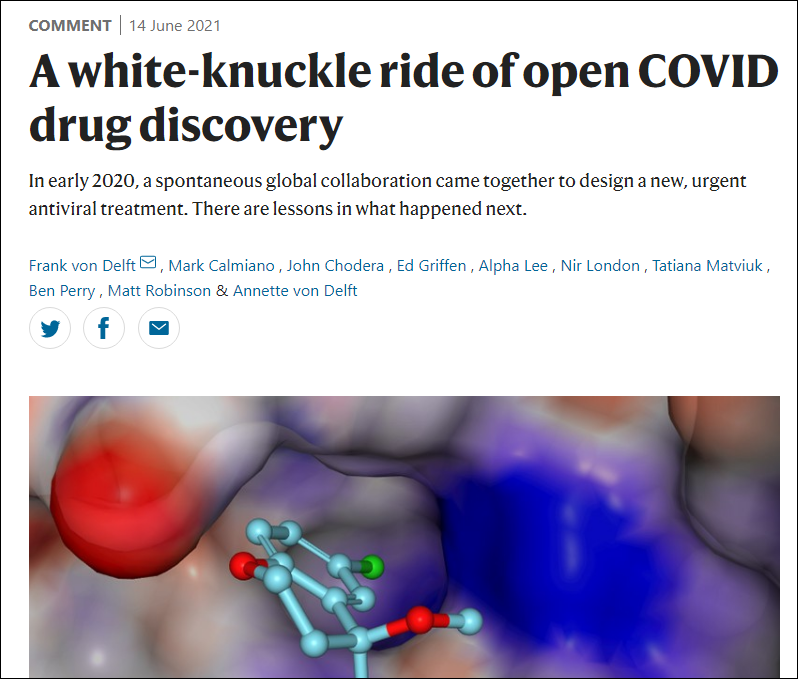 COMMENT | 14 June 2021
A white-knuckle ride of open COVID
drug discovery
In early 2020, a spontaneous global collaboration came together to design a new, urgent
antiviral treatment. There are lessons in what happened next.
Frank von Delft , Mark Calmiano , John Chodera , Ed Griffen , Alpha Lee , Nir London , Tatiana Matviuk ,
Ben Perry , Matt Robinson & Annette von Delft